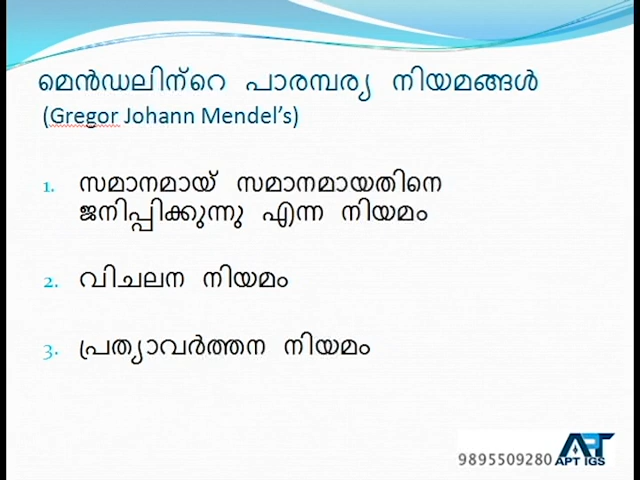 മെൻഡലിന്റെ പാരമ്പര്യ നിയമങ്ങൾ
(Gregor Johann Mendel's)
1. സമാനമായ് സമാനമായതിനെ
ജനിപ്പിക്കുന്നു എന്ന നിയമം
2. വിചലന നിയമം
3. പ്രത്യാവർത്തന നിയമം
APT
9895509280 APT IGS